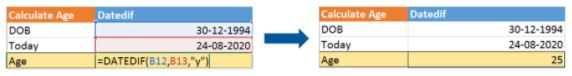 Calculate Age Datedif
DOB 30-12-1994
Today 24-08-2020
Age =DATEDIF(B12,B13,"y")
Calculate Age Datedif
DOB 30-12-1994
Today 24-08-2020
Age 25